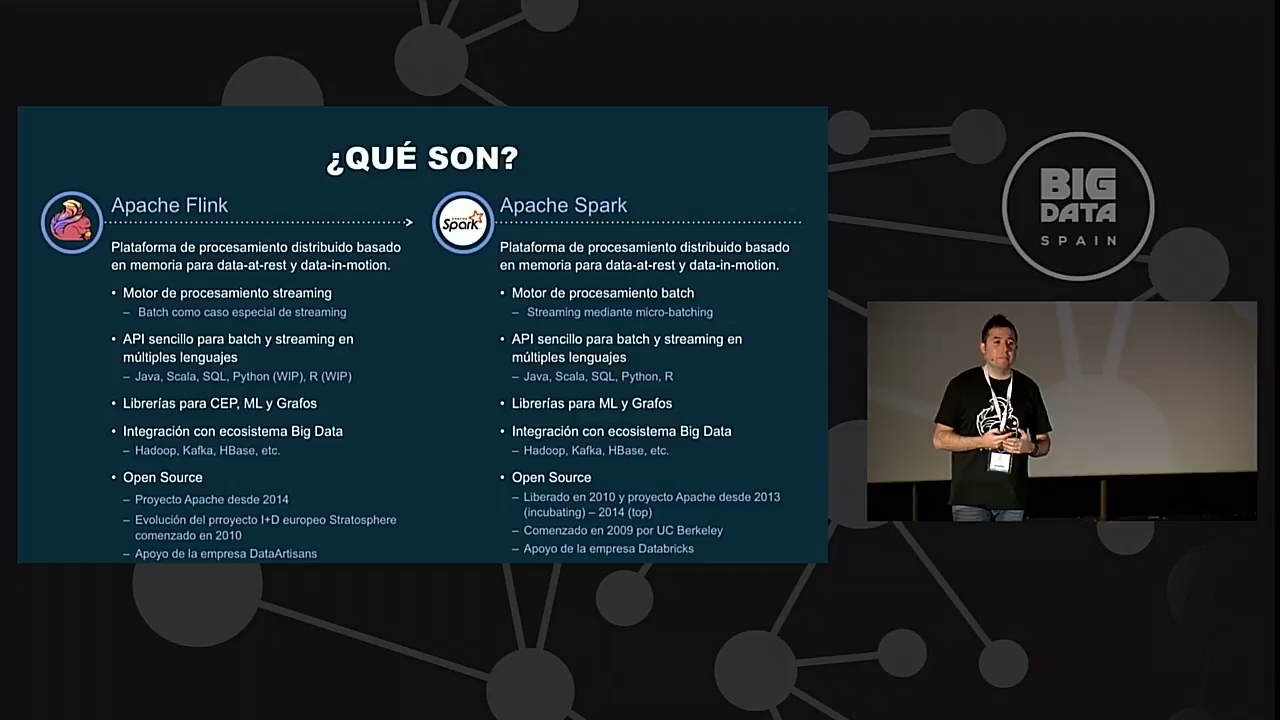 ¿QUÉ SON?
Apache Flink
Plataforma de procesamiento distribuido basado
en memoria para data-at-rest y data-in-motion.
• Motor de procesamiento streaming
– Batch como caso especial de streaming
• API sencillo para batch y streaming en
múltiples lenguajes
– Java, Scala, SQL, Python (WIP), R (WIP)
• Librerías para CEP, ML y Grafos
• Integración con ecosistema Big Data
– Hadoop, Kafka, HBase, etc.
• Open Source
– Proyecto Apache desde 2014
– Evolución del prroyecto I+D europeo Stratosphere
comenzado en 2010
– Apoyo de la empresa DataArtisans
APACHE
Spark
Apache Spark
Plataforma de procesamiento distribuido basado
en memoria para data-at-rest y data-in-motion.
• Motor de procesamiento batch
– Streaming mediante micro-batching
• API sencillo para batch y streaming en
múltiples lenguajes
– Java, Scala, SQL, Python, R
• Librerías para ML y Grafos
• Integración con ecosistema Big Data
– Hadoop, Kafka, HBase, etc.
• Open Source
– Liberado en 2010 y proyecto Apache desde 2013
(incubating) – 2014 (top)
– Comenzado en 2009 por UC Berkeley
– Apoyo de la empresa Databricks
BIG
DATA
SPAIN